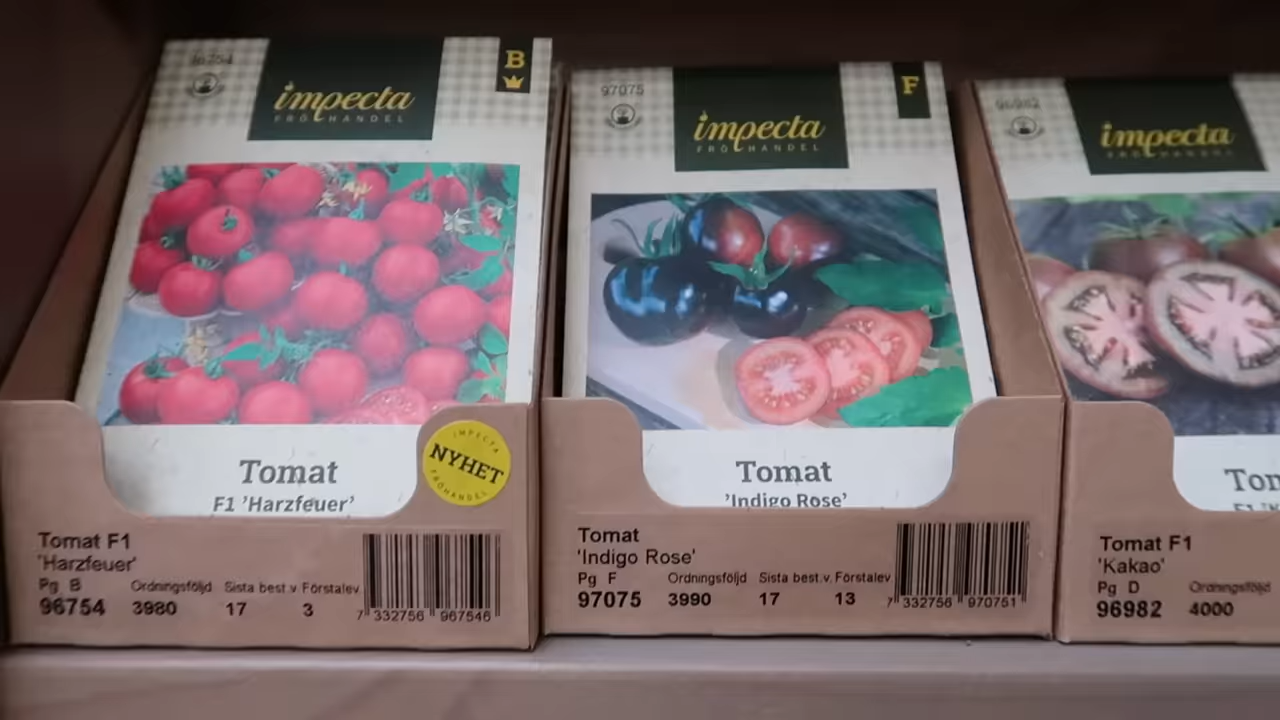 96754
B
impecta
FRÖHANDEL
Tomat
F1 'Harzfeuer'
IMPECTA
NYHET
FRÖHANDEL
Tomat F1
'Harzfeuer'
Pg B Ordningsföljd Sista best.v Förstalev.
96754 3980 17 3
7 332756 967546
97075
F
impecta
FRÖHANDEL
Tomat
'Indigo Rose'
Tomat
'Indigo Rose'
Pg F Ordningsföljd Sista best.v Förstalev.
97075 3990 17 13
7 332756 970751
96982
impecta
FRÖHANDEL
Tomat F1
'Kakao'
Pg D Ordningsföljd
96982 4000